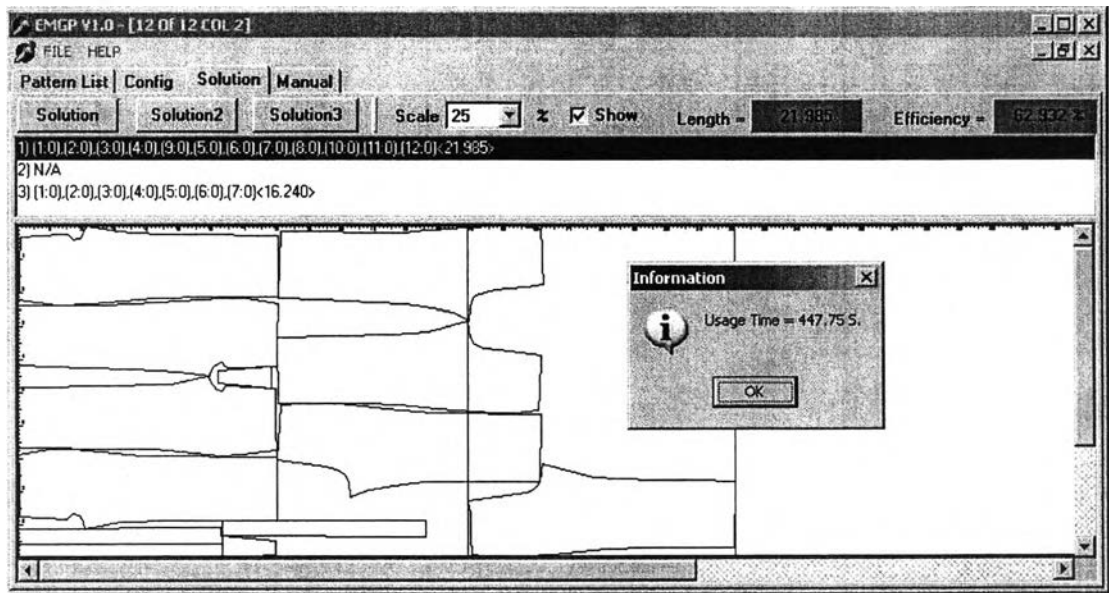 EMGP V1.0 - [12 Of 12 COL 2]
FILE HELP
Pattern List Config Solution Manual
Solution Solution2 Solution3 Scale 25 % Show Length = 21.985 Efficiency = 62.932 %
1) (1:0),(2:0),(3:0),(4:0),(9:0),(5:0),(6:0),(7:0),(8:0),(10:0),(11:0),(12:0)<21.985>
2) N/A
3) (1:0),(2:0),(3:0),(4:0),(5:0),(6:0),(7:0)<16.240>
Information
Usage Time = 447.75 S.
OK